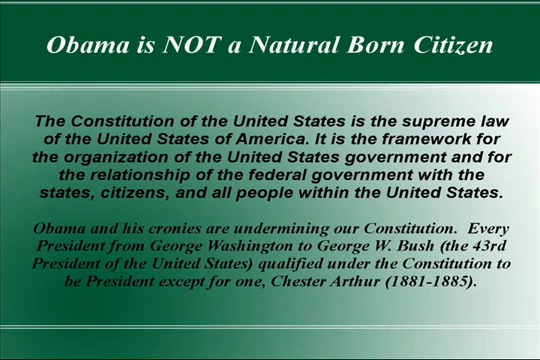 Obama is NOT a Natural Born Citizen
The Constitution of the United States is the supreme law
of the United States of America. It is the framework for
the organization of the United States government and for
the relationship of the federal government with the
states, citizens, and all people within the United States.
Obama and his cronies are undermining our Constitution.  Every
President from George Washington to George W. Bush (the 43rd
President of the United States) qualified under the Constitution to
be President except for one, Chester Arthur (1881-1885).